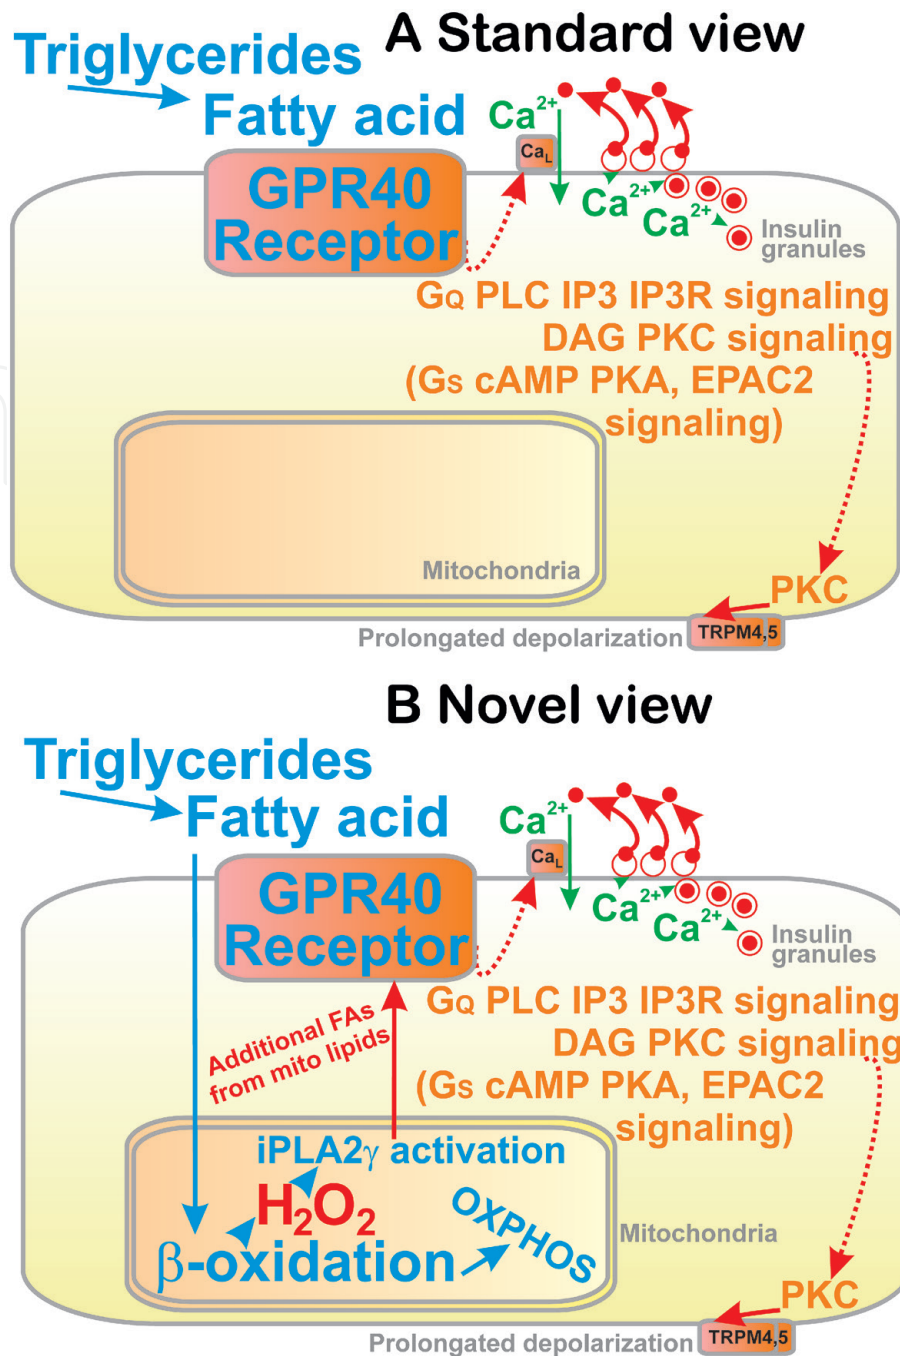 A Standard view
Triglycerides
Fatty acid
GPR40
Receptor
Ca²⁺
Ca_L
Ca²⁺
Ca²⁺
Insulin
granules
GQ PLC IP3 IP3R signaling
DAG PKC signaling
(Gs cAMP PKA, EPAC2
signaling)
Mitochondria
PKC
Prolongated depolarization
TRPM4,5
B Novel view
Triglycerides
Fatty acid
GPR40
Receptor
Ca²⁺
Ca_L
Ca²⁺
Ca²⁺
Insulin
granules
GQ PLC IP3 IP3R signaling
DAG PKC signaling
(Gs cAMP PKA, EPAC2
signaling)
Additional FAs
from mito lipids
iPLA2γ activation
H₂O₂
OXPHOS
β-oxidation
Mitochondria
PKC
Prolongated depolarization
TRPM4,5